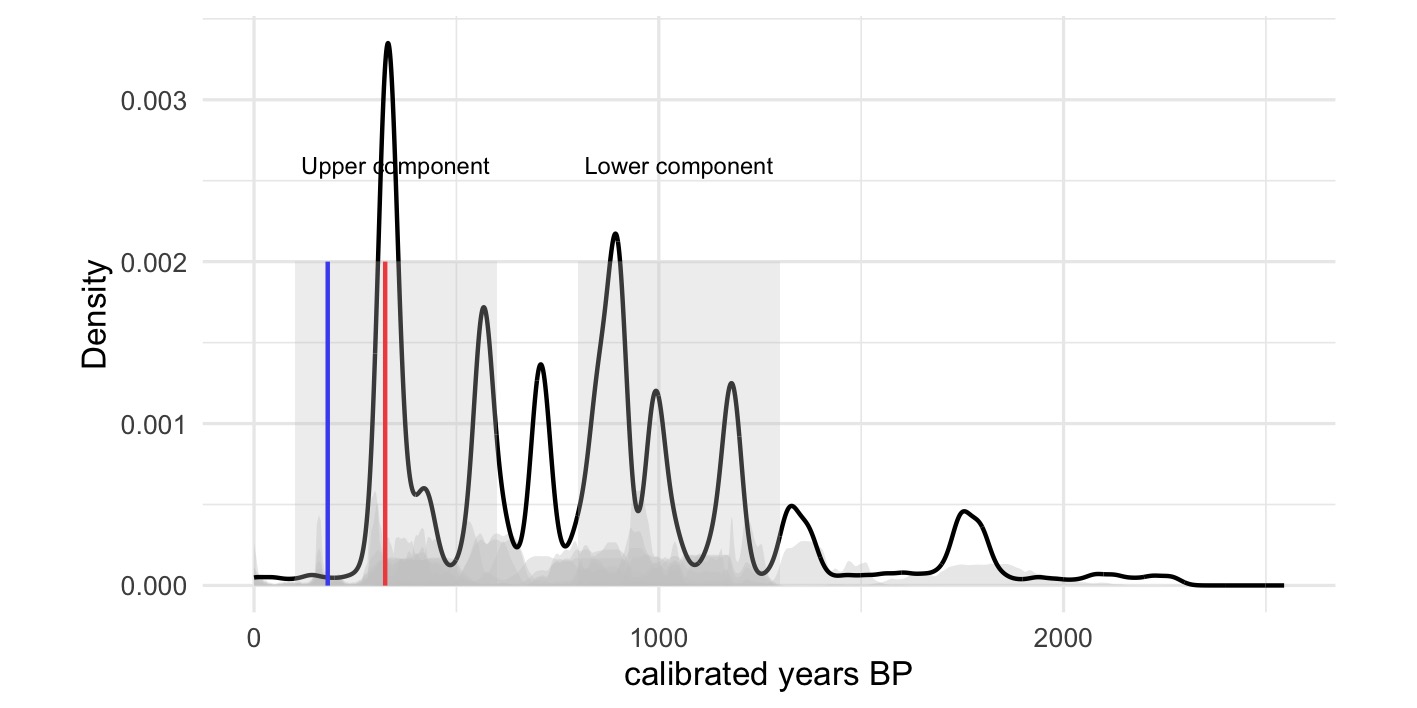 0.003
Upper component
Lower component
0.002
Density
0.001
0.000
0
1000
2000
calibrated years BP